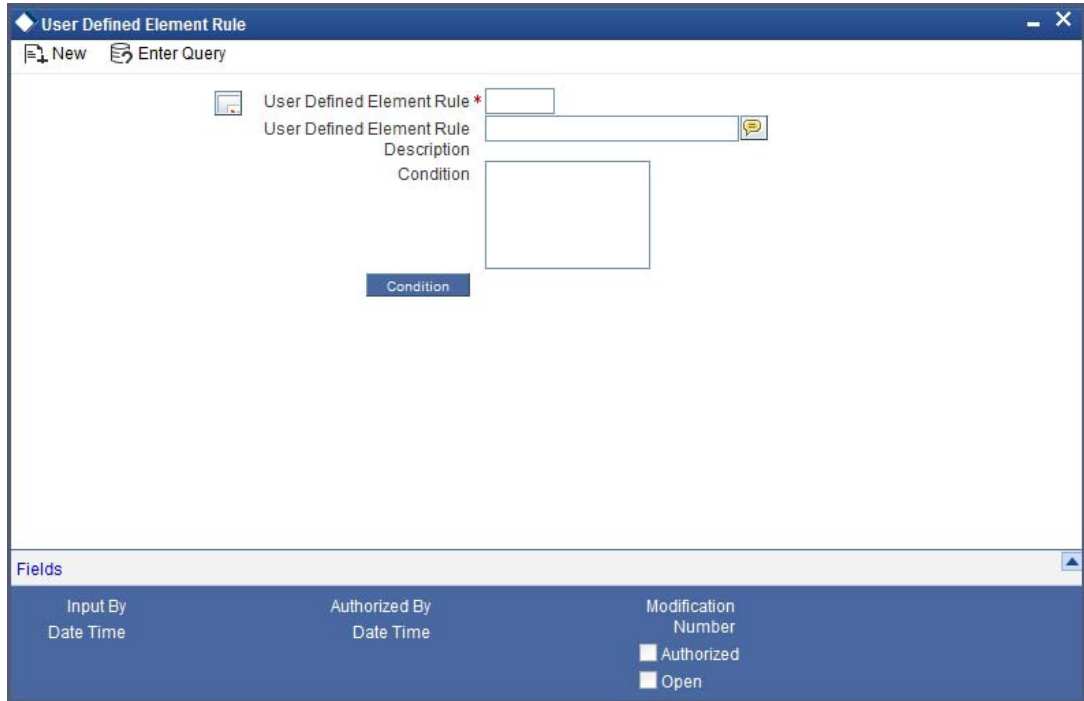 User Defined Element Rule
New Enter Query
User Defined Element Rule *
User Defined Element Rule
Description
Condition
Condition
Fields
Input By Authorized By Modification
Number
Date Time Date Time
Authorized
Open